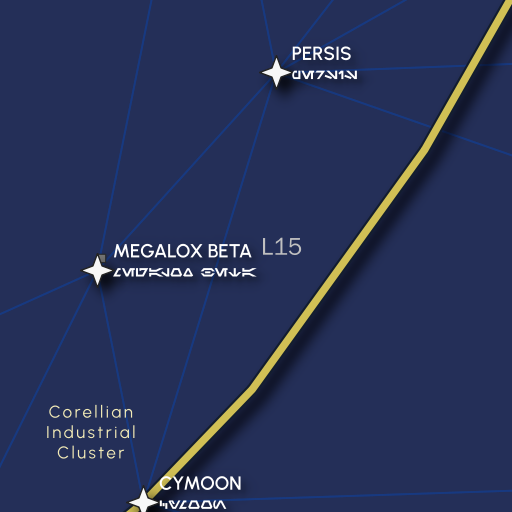 PERSIS
MEGALOX BETA L15
Corellian
Industrial
Cluster
CYMOON